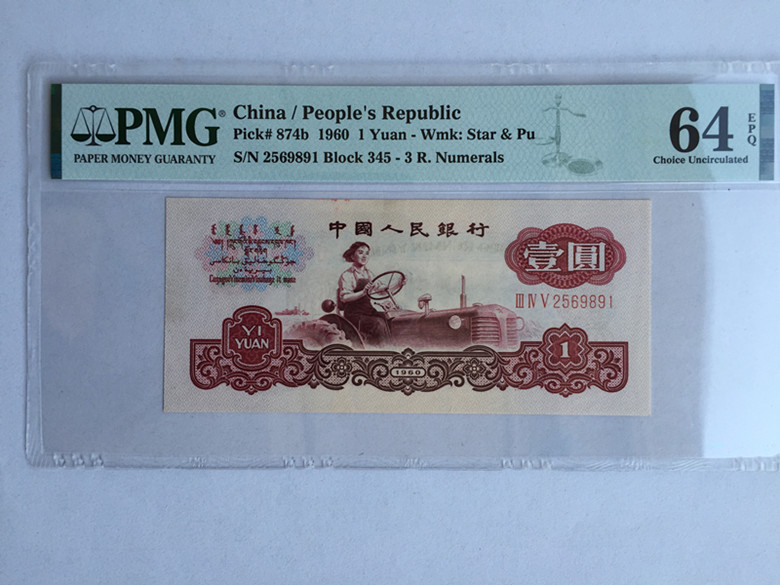 PMG®
PAPER MONEY GUARANTY
China / People's Republic
Pick# 874b 1960 1 Yuan - Wmk: Star & Pu
S/N 2569891 Block 345 - 3 R. Numerals
64 EPQ
Choice Uncirculated
中國人民銀行
壹圓
III IV V 2569891
YI
YUAN
1960
1